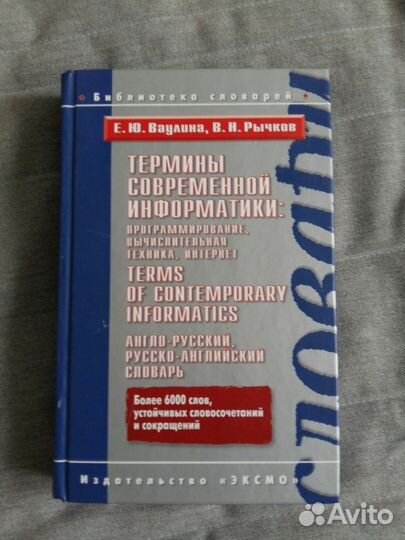 Библиотека словарей
Е. Ю. Ваулина, В. Н. Рычков
ТЕРМИНЫ
СОВРЕМЕННОЙ
ИНФОРМАТИКИ:
ПРОГРАММИРОВАНИЕ,
ВЫЧИСЛИТЕЛЬНАЯ
ТЕХНИКА, ИНТЕРНЕТ
TERMS
OF CONTEMPORARY
INFORMATICS
АНГЛО-РУССКИЙ,
РУССКО-АНГЛИЙСКИЙ
СЛОВАРЬ
Более 6000 слов,
устойчивых словосочетаний
и сокращений
словари
Издательство «ЭКСМО»
Avito